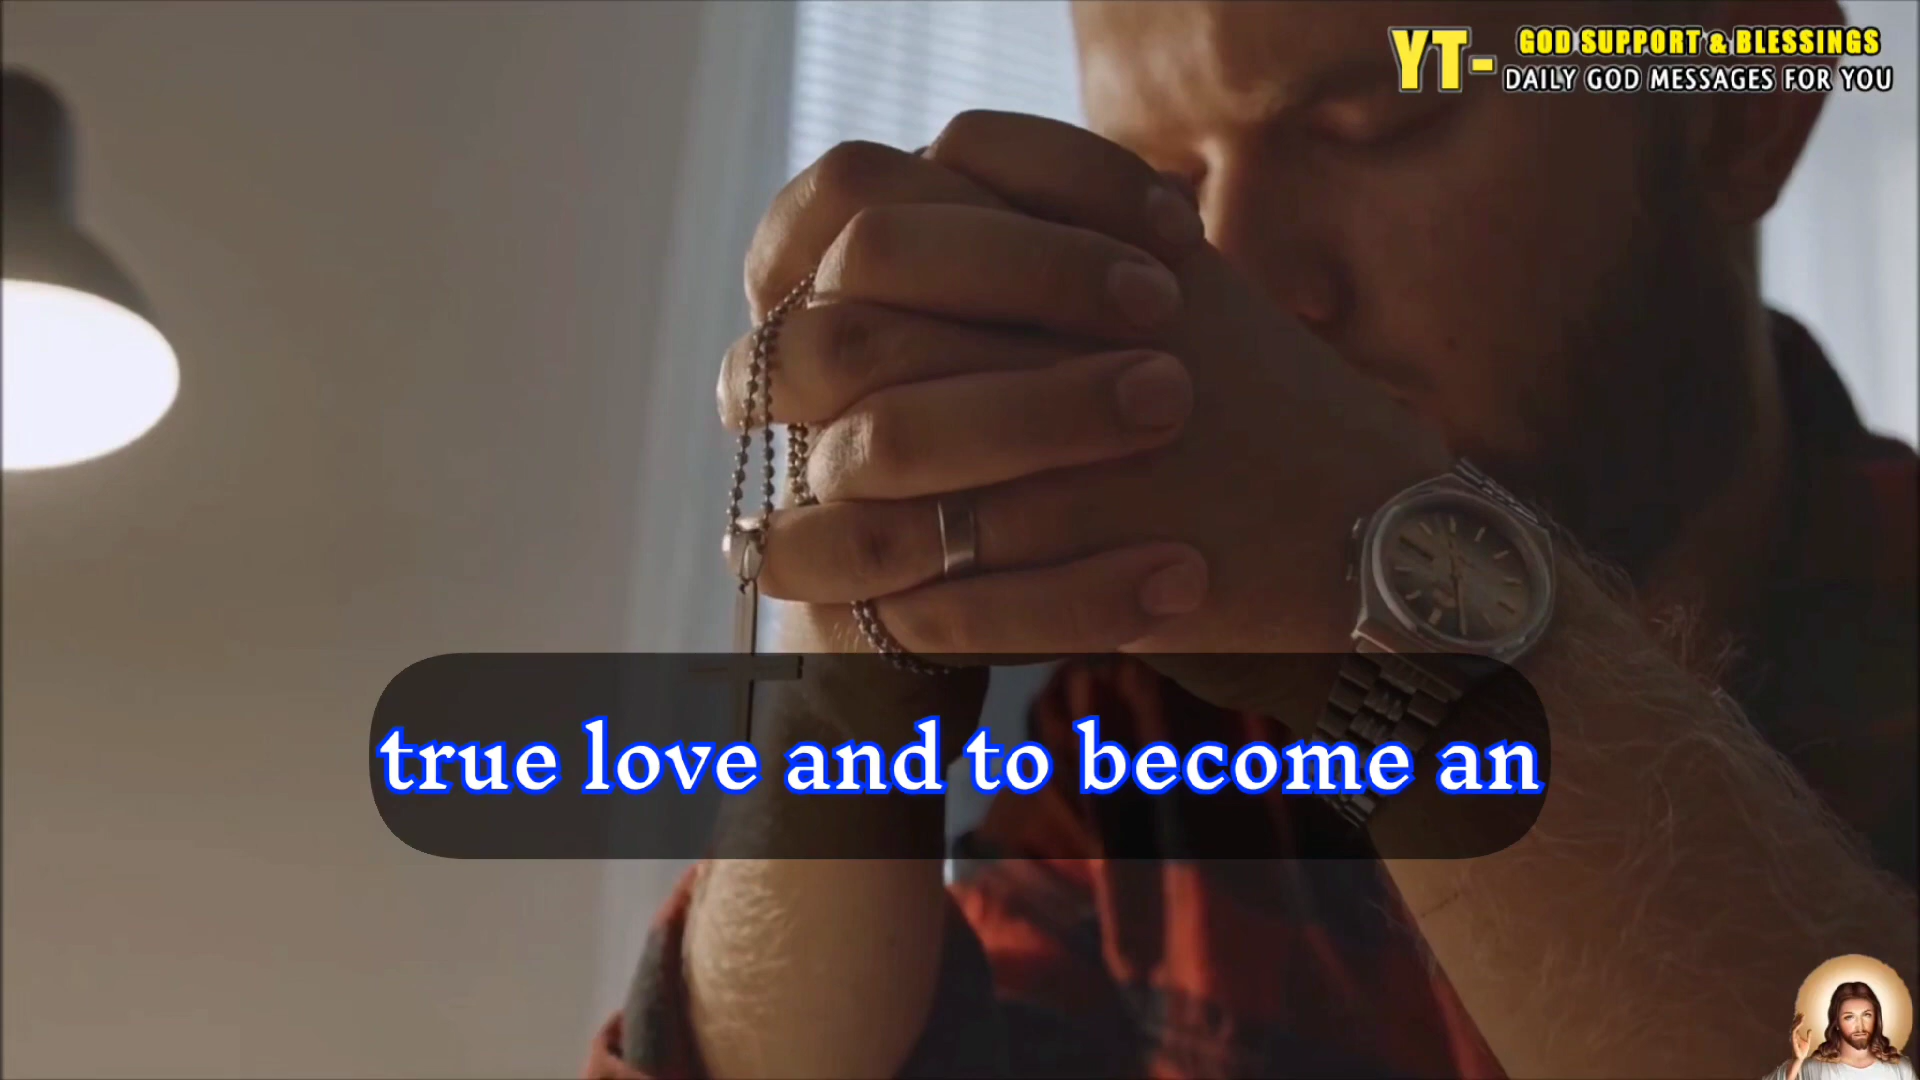 YT- GOD SUPPORT & BLESSINGS
DAILY GOD MESSAGES FOR YOU
true love and to become an